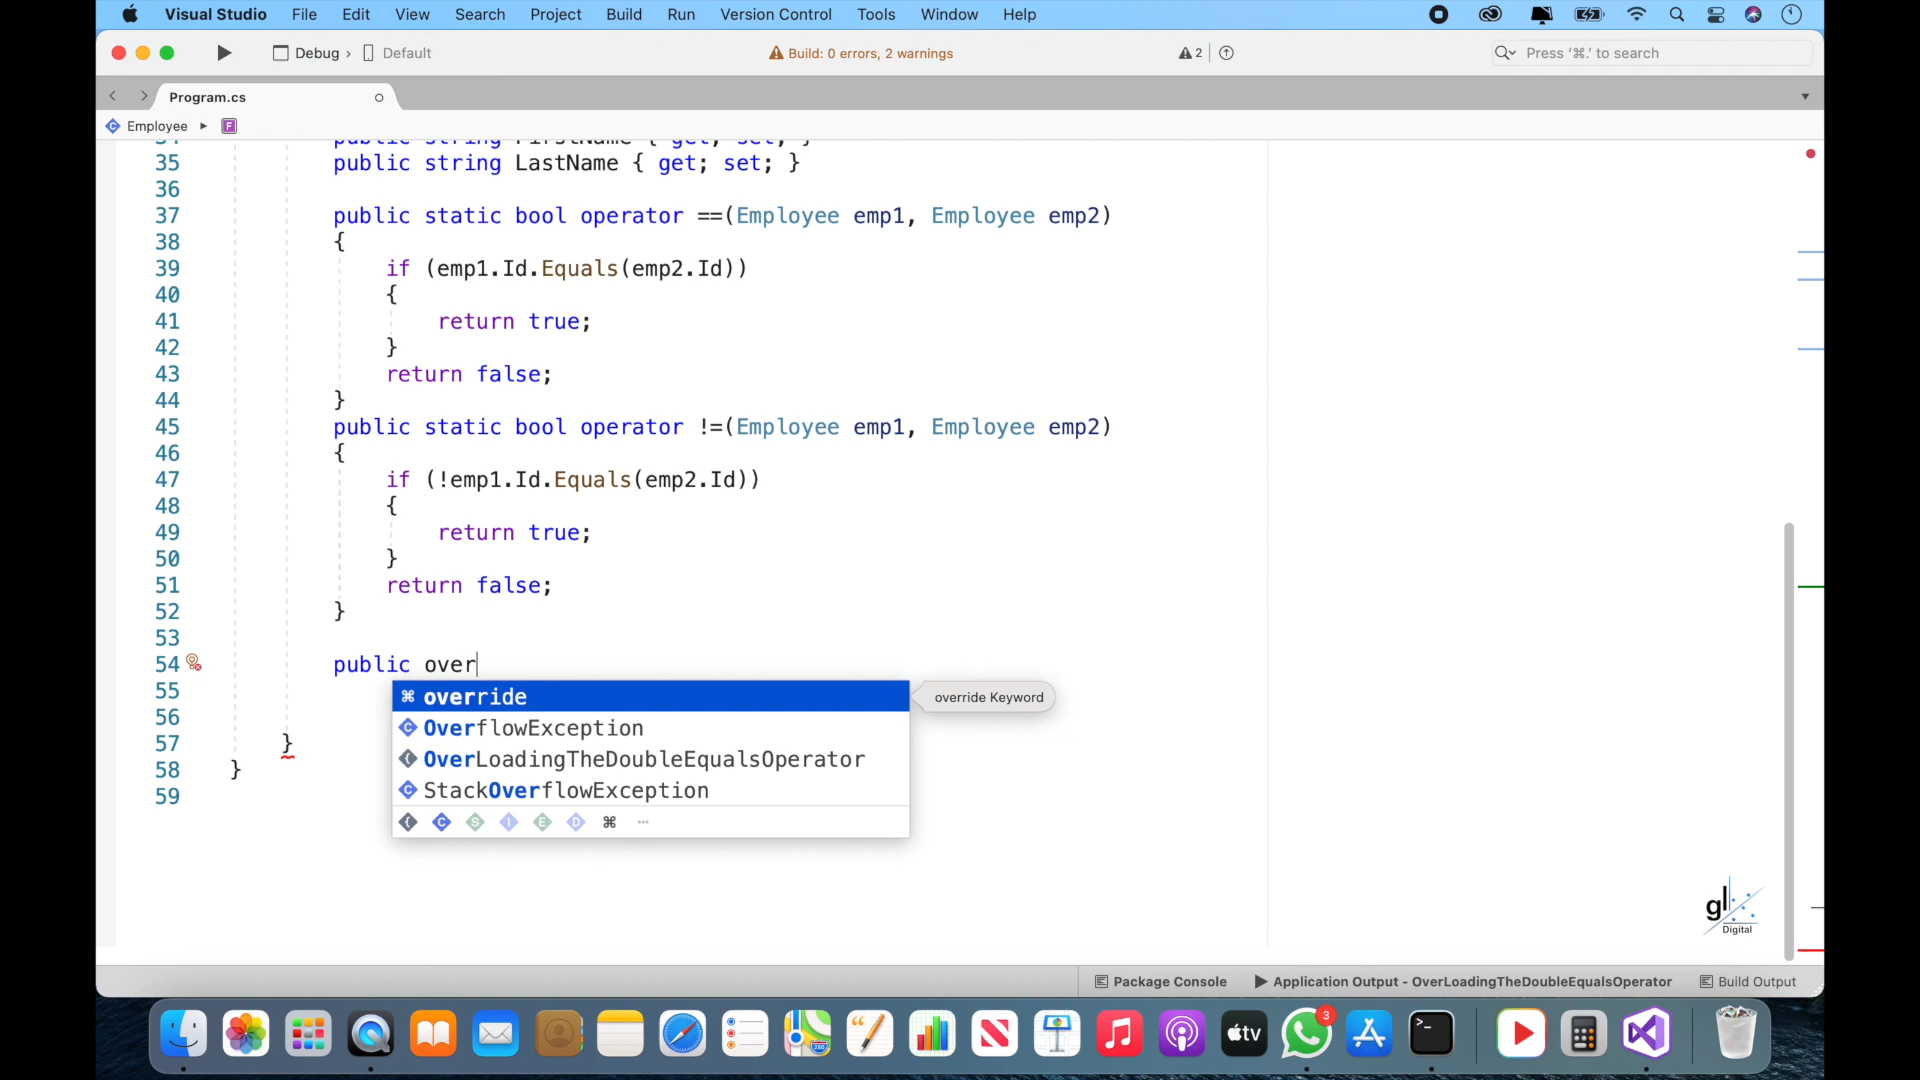 Visual Studio File Edit View Search Project Build Run Version Control Tools Window Help
Debug › Default
Build: 0 errors, 2 warnings
2
Press '⌘.' to search
Program.cs
Employee ▸ F
public string FirstName { get; set; }
35 public string LastName { get; set; }
36
37 public static bool operator ==(Employee emp1, Employee emp2)
38 {
39 if (emp1.Id.Equals(emp2.Id))
40 {
41 return true;
42 }
43 return false;
44 }
45 public static bool operator !=(Employee emp1, Employee emp2)
46 {
47 if (!emp1.Id.Equals(emp2.Id))
48 {
49 return true;
50 }
51 return false;
52 }
53
54 public over
override
override Keyword
55
OverflowException
56
OverLoadingTheDoubleEqualsOperator
57 }
StackOverflowException
58 }
59
gl
Digital
Package Console Application Output - OverLoadingTheDoubleEqualsOperator Build Output
tv
3